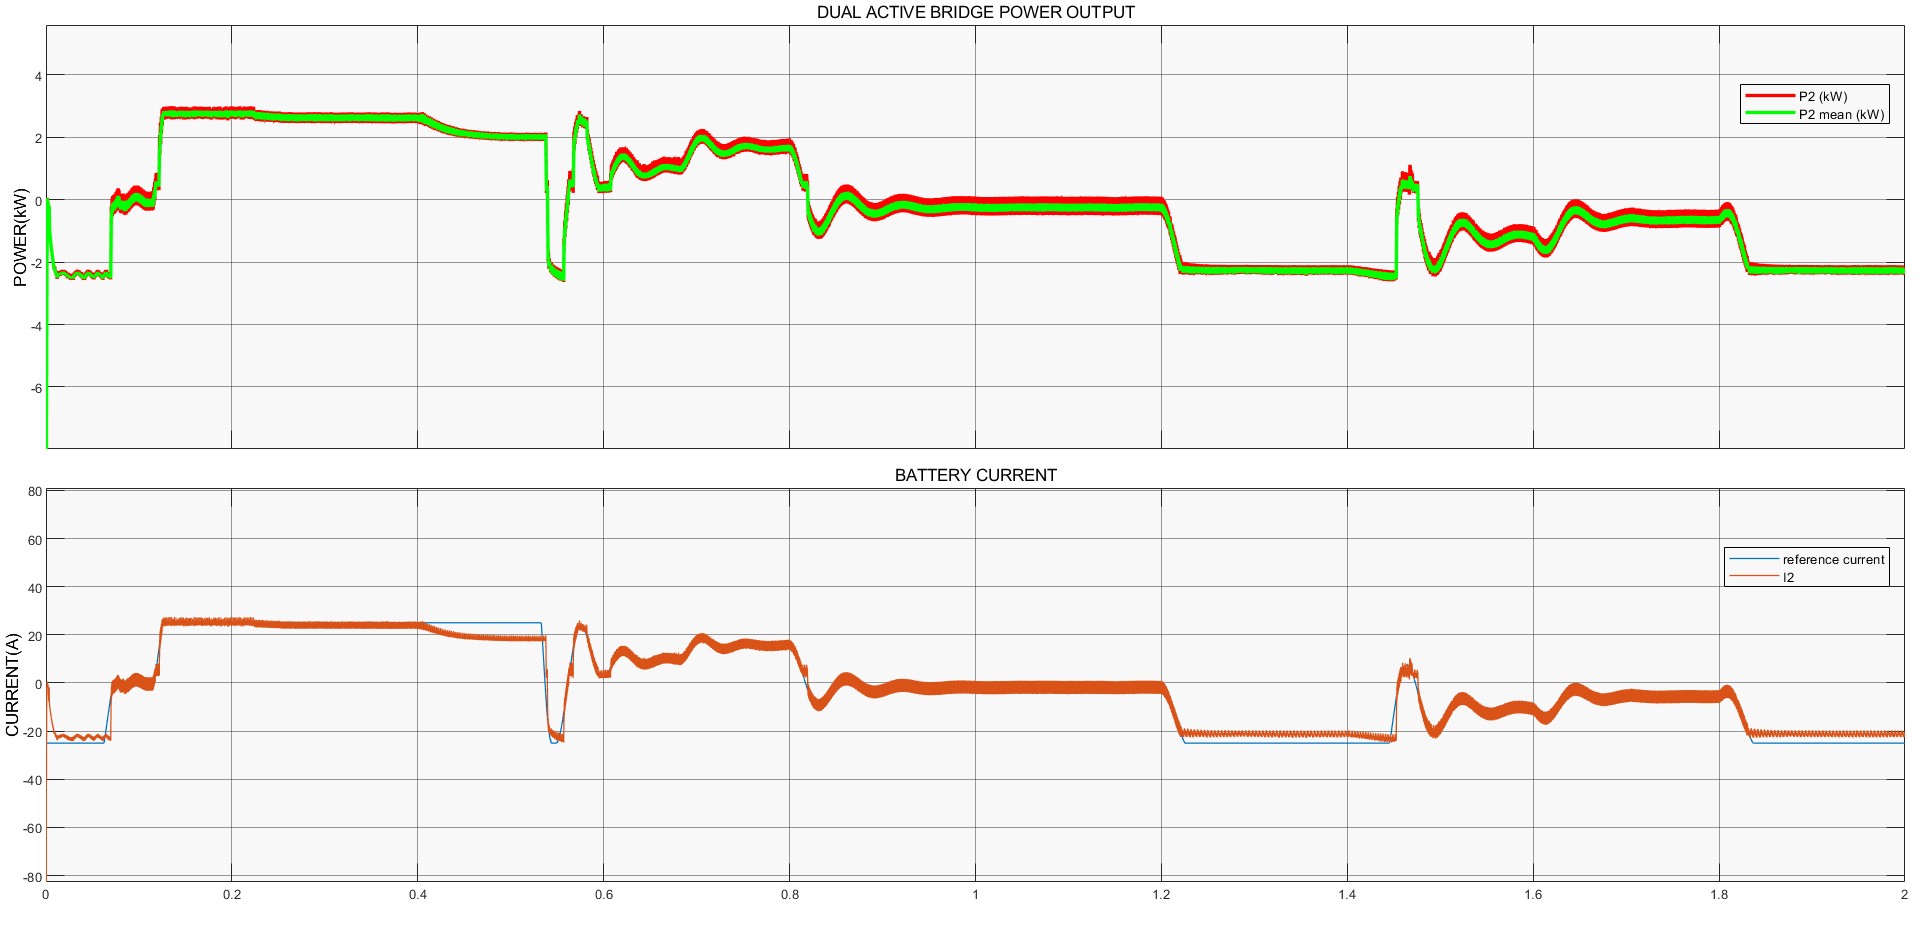 DUAL ACTIVE BRIDGE POWER OUTPUT
4
2
0
-2
-4
-6
POWER(kW)
P2 (kW)
P2 mean (kW)
BATTERY CURRENT
80
60
40
20
0
-20
-40
-60
-80
CURRENT(A)
reference current
I2
0 0.2 0.4 0.6 0.8 1 1.2 1.4 1.6 1.8 2